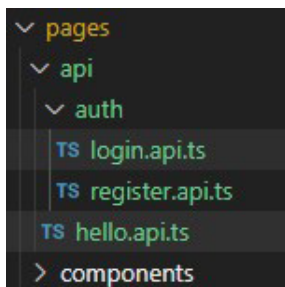 pages
api
auth
TS login.api.ts
TS register.api.ts
TS hello.api.ts
components